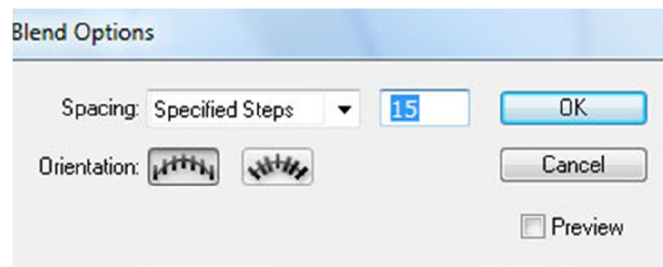 Blend Options
Spacing: Specified Steps 15 OK
Orientation: Cancel
Preview